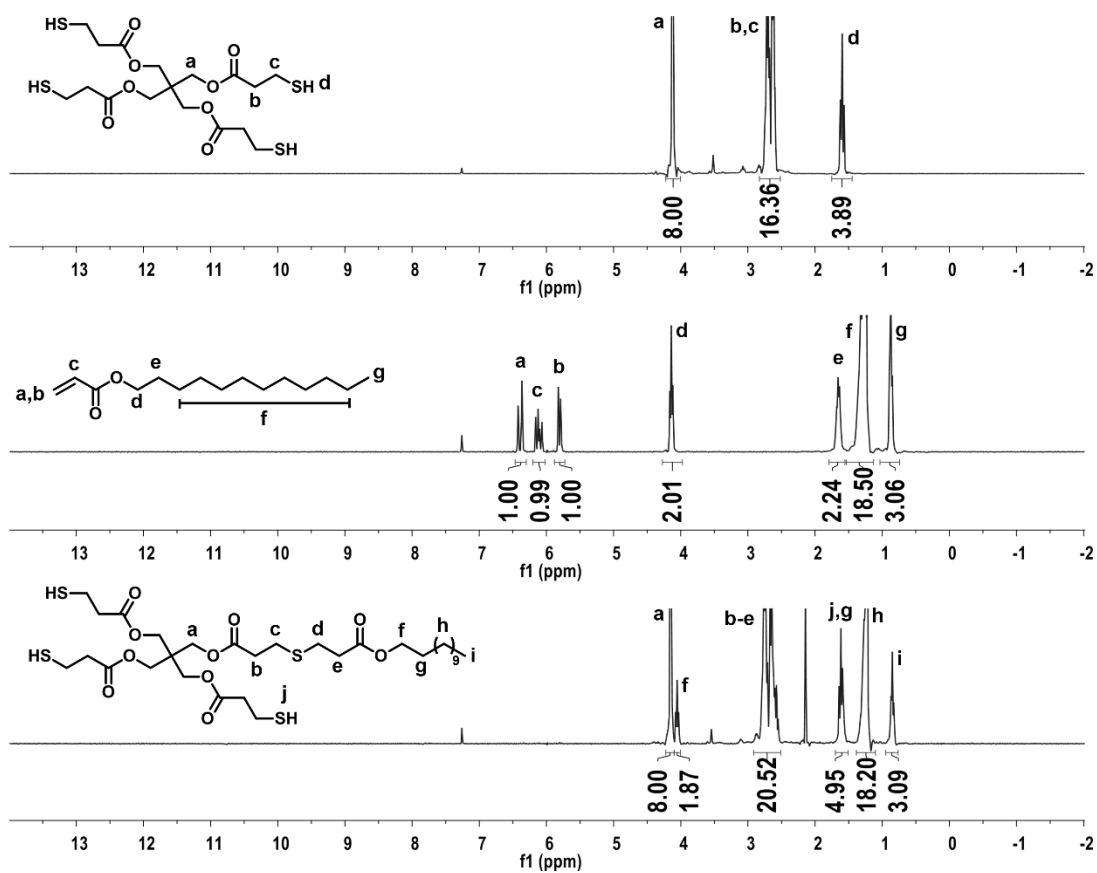 HS
O
O
a
O
O
c
HS
O
O
O
SH
d
b
O
O
SH
a
b,c
d
8.00
16.36
3.89
13 12 11 10 9 8 7 6 5 4 3 2 1 0 -1 -2
f1 (ppm)
c
e
g
a,b
O
O
d
f
a
c
b
d
e
f
g
1.00
0.99
1.00
2.01
2.24
18.50
3.06
13 12 11 10 9 8 7 6 5 4 3 2 1 0 -1 -2
f1 (ppm)
HS
O
O
a
O
O
c
d
O
f
h
HS
O
O
b
S
e
O
g
9
i
O
O
j
SH
a
f
b-e
j,g
h
i
8.00
1.87
20.52
4.95
18.20
3.09
13 12 11 10 9 8 7 6 5 4 3 2 1 0 -1 -2
f1 (ppm)